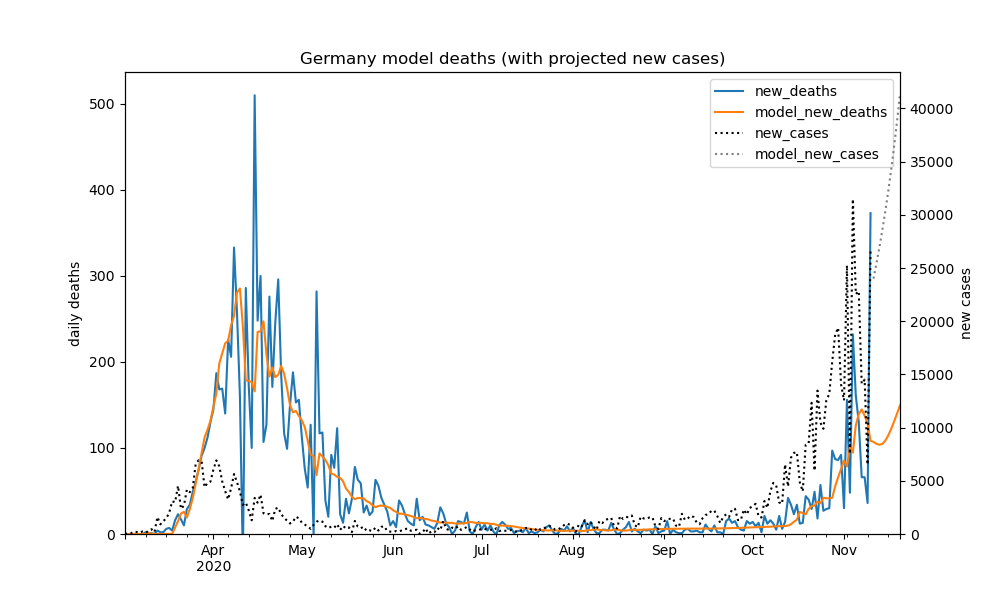 Germany model deaths (with projected new cases)
new_deaths
model_new_deaths
new_cases
model_new_cases
daily deaths
500
400
300
200
100
0
40000
35000
30000
25000
20000
15000
10000
5000
0
new cases
Apr
2020
May
Jun
Jul
Aug
Sep
Oct
Nov